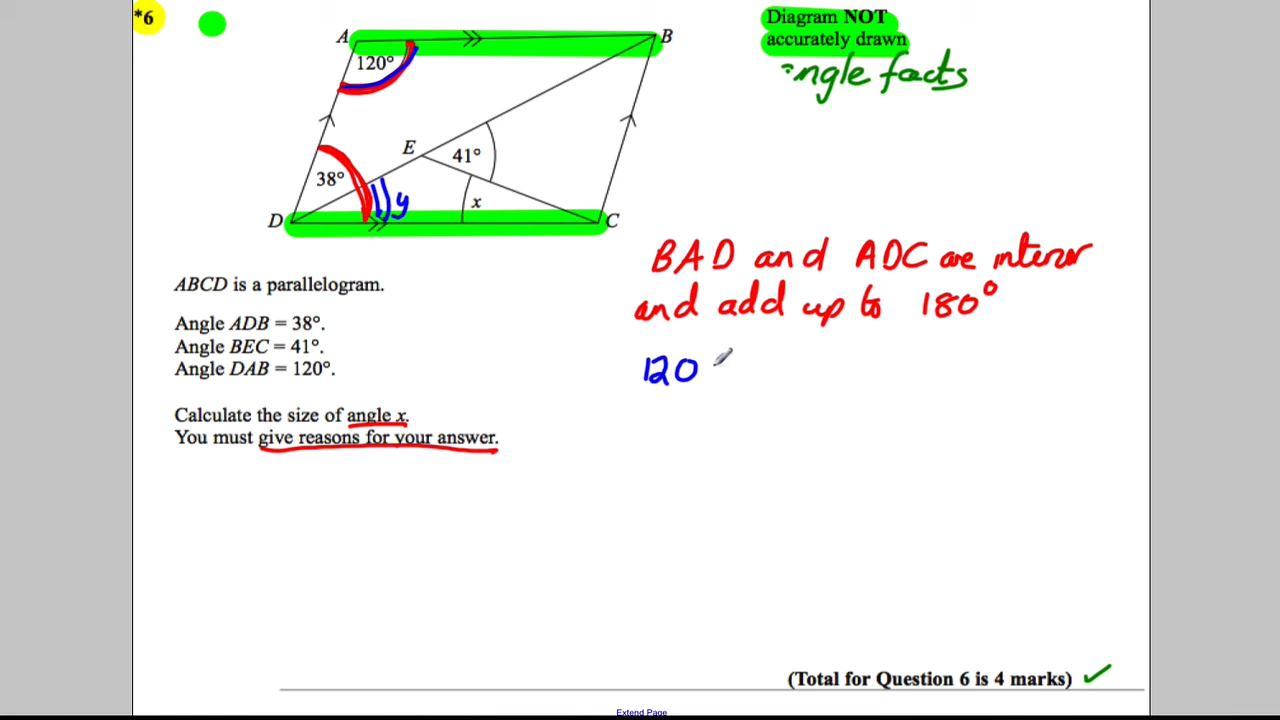 *6
Diagram NOT
accurately drawn
angle facts
A
B
120°
E
41°
38°
y
x
D
C
BAD and ADC are interor
and add up to 180°
ABCD is a parallelogram.
Angle ADB = 38°.
Angle BEC = 41°.
Angle DAB = 120°.
120
Calculate the size of angle x.
You must give reasons for your answer.
(Total for Question 6 is 4 marks)
Extend Page